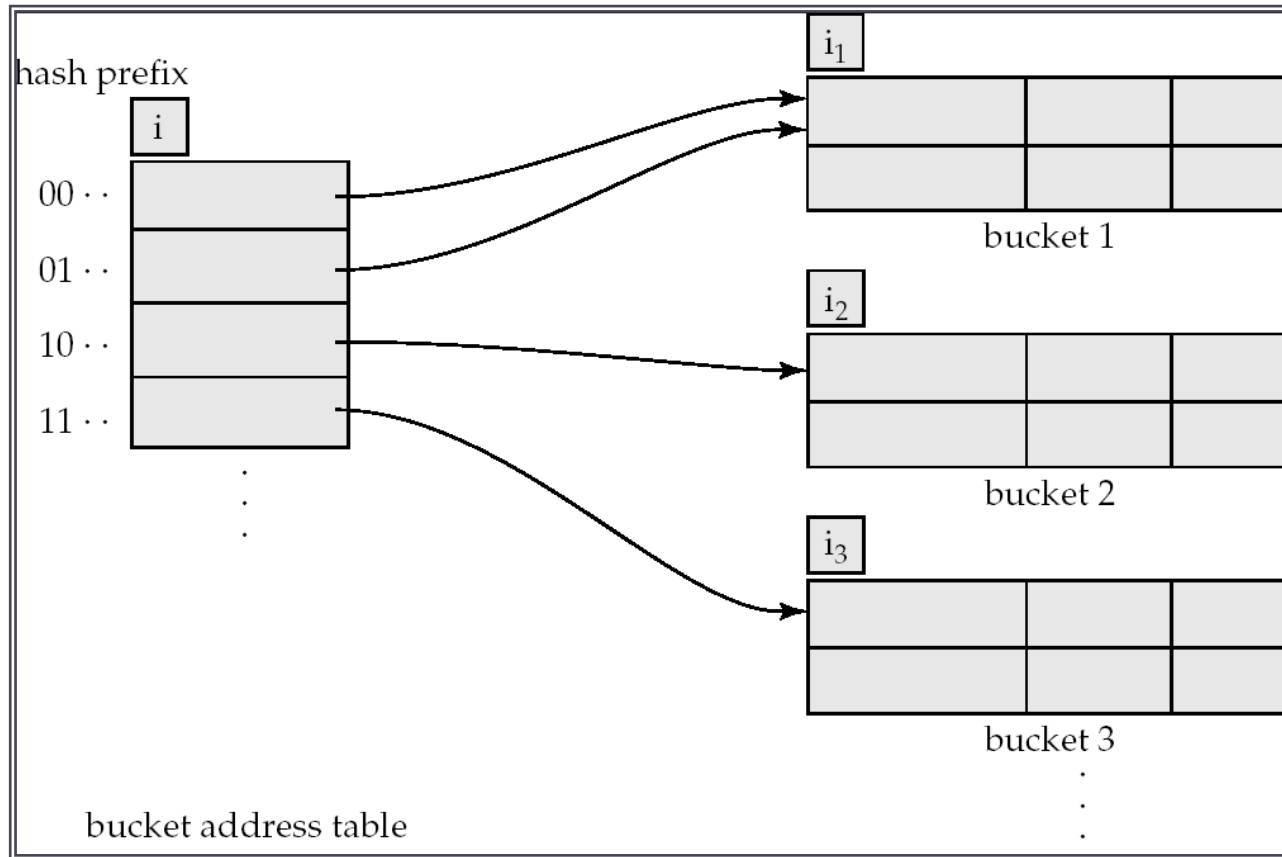 hash prefix
i
00 · ·
01 · ·
10 · ·
11 · ·
bucket address table
i₁
bucket 1
i₂
bucket 2
i₃
bucket 3